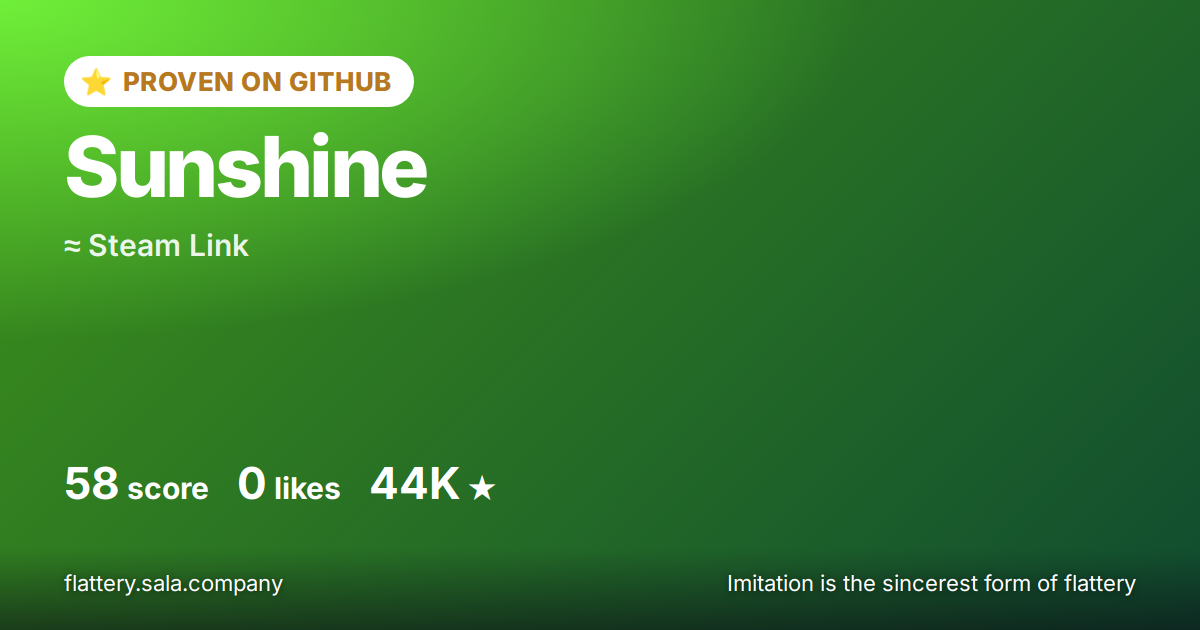 ⭐ PROVEN ON GITHUB
Sunshine
≈ Steam Link
58 score 0 likes 44K ★
flattery.sala.company
Imitation is the sincerest form of flattery